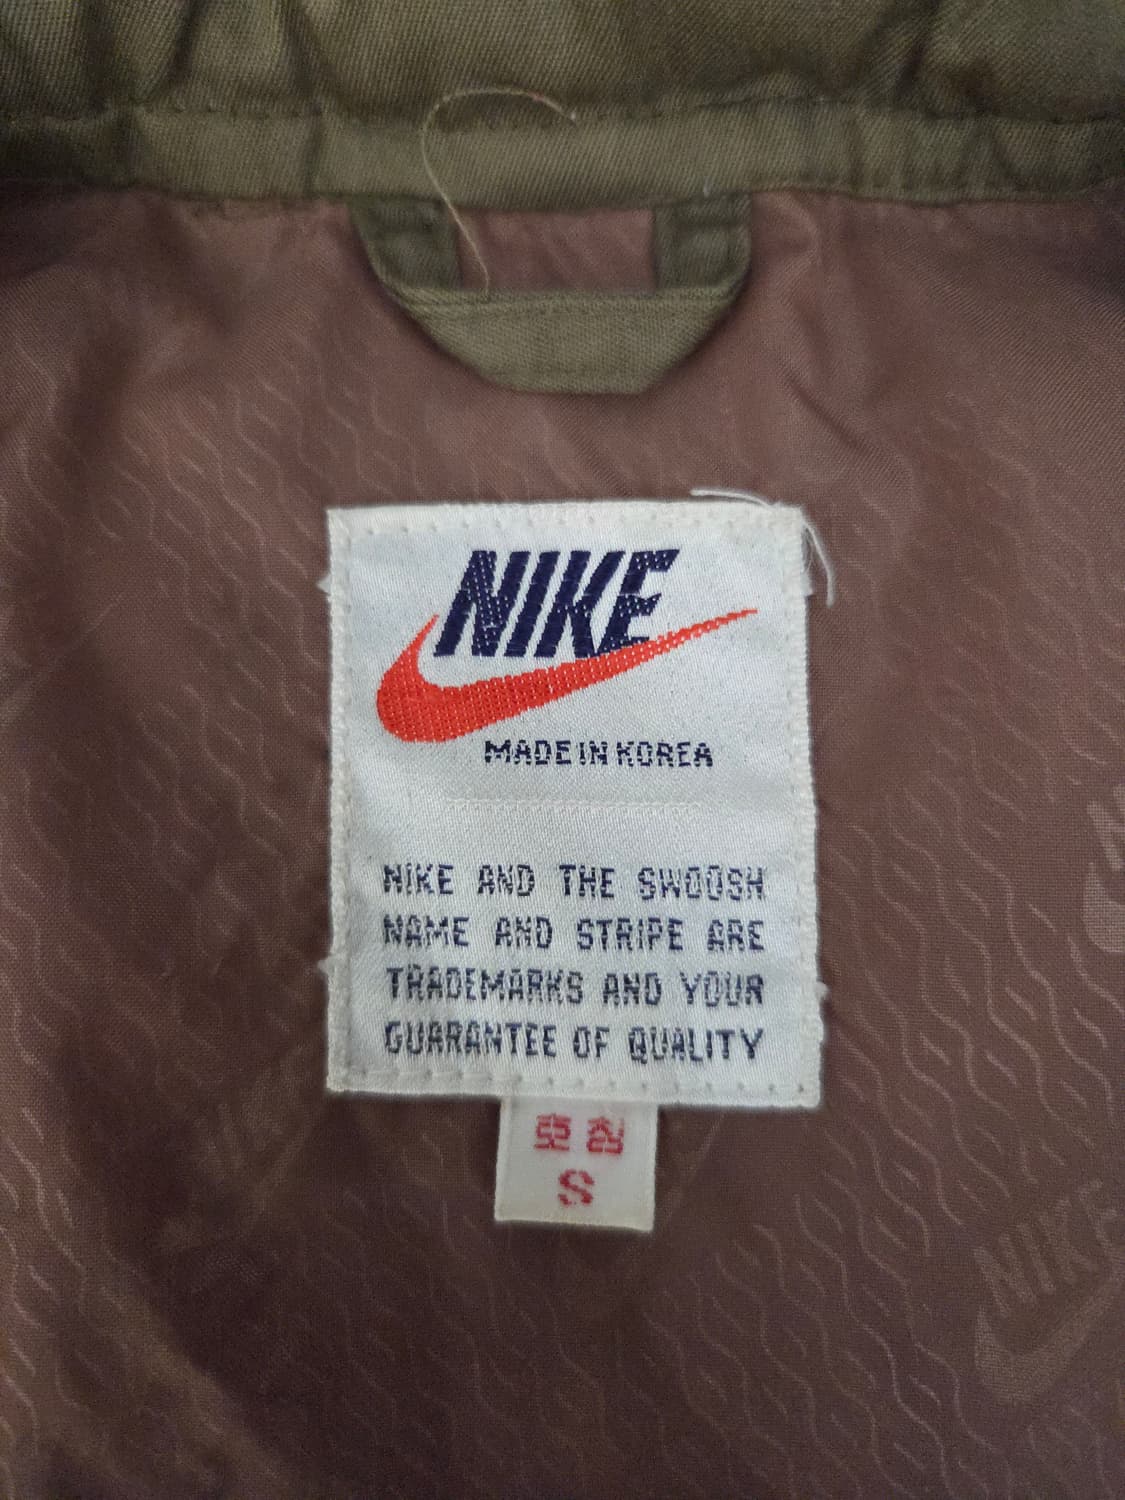 NIKE
MADE IN KOREA
NIKE AND THE SWOOSH
NAME AND STRIPE ARE
TRADEMARKS AND YOUR
GUARANTEE OF QUALITY
호칭
S
NIKE